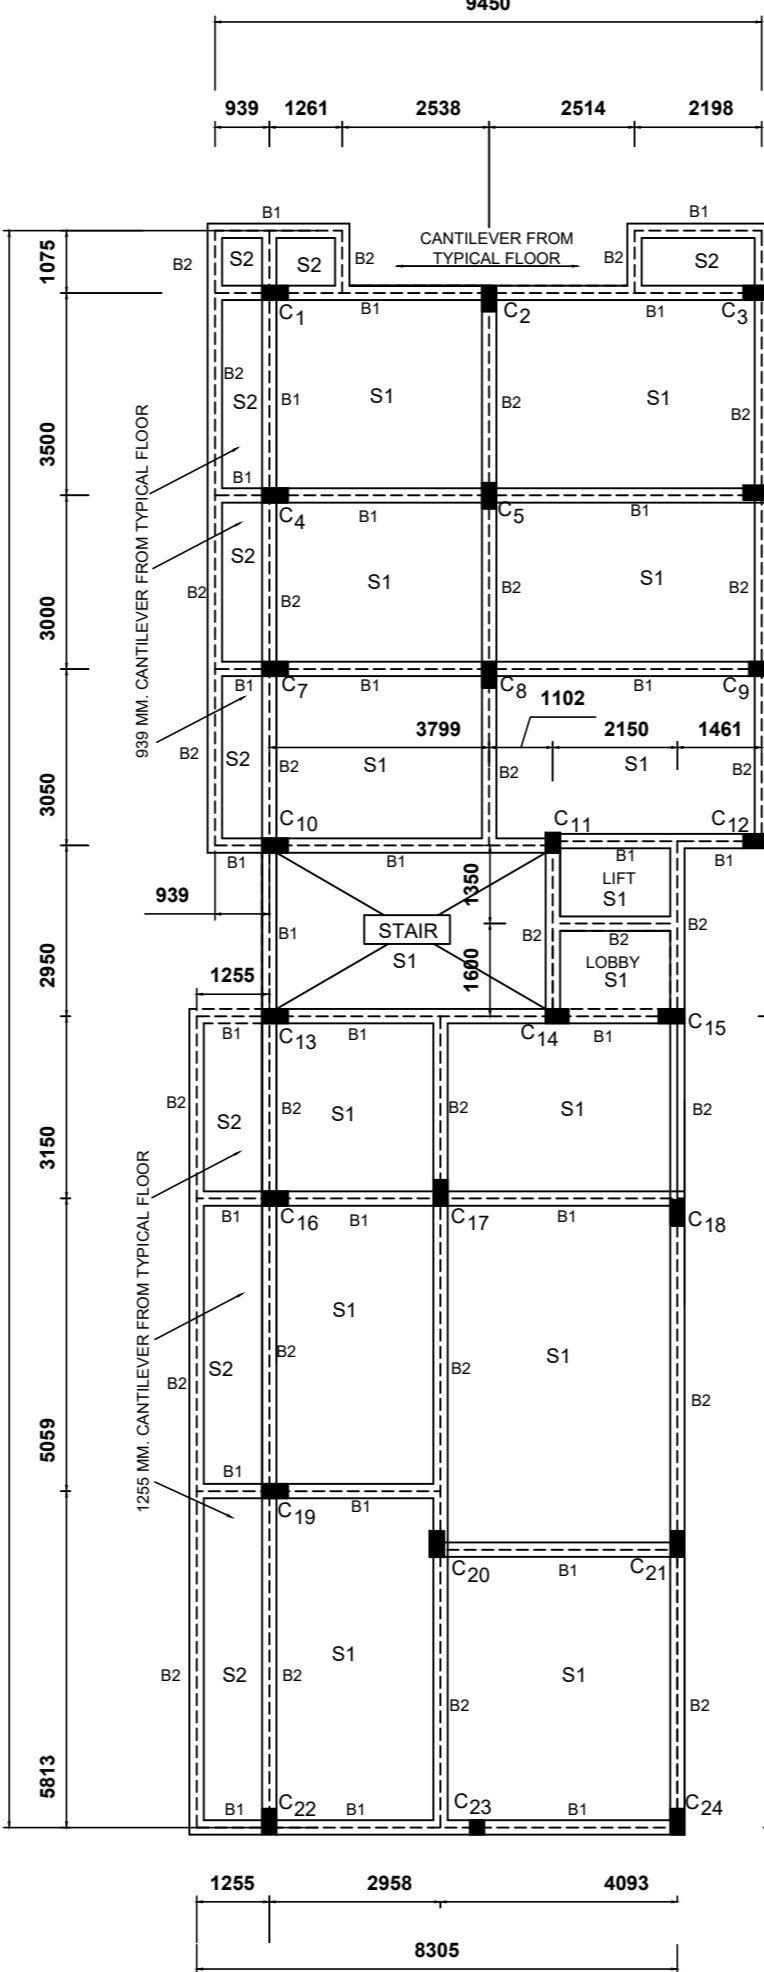 9450
939 1261 2538 2514 2198
B1 B1
1075 B2 S2 S2 B2 CANTILEVER FROM B2 S2
TYPICAL FLOOR
C1 B1 C2 B1 C3
3500 B2 S2 B1 S1 B2 S1 B2
B1
C4 B1 C5 B1
939 MM. CANTILEVER FROM TYPICAL FLOOR
3000 B2 S2 B2 S1 B2 S1 B2
B1 C7 B1 C8 B1 C9
1102
3799 2150 1461
3050 B2 S2 B2 S1 B2 S1 B2
C10 C11 C12
B1 B1 B1 B1
939 1350 LIFT
S1
2950 B1 STAIR B2 B2 B2
S1 LOBBY
1255 1600 S1
B1 C13 B1 C14 B1 C15
3150 B2 S2 B2 S1 B2 S1 B2
B1 C16 B1 C17 B1 C18
1255 MM. CANTILEVER FROM TYPICAL FLOOR
S1
5059 B2 S2 B2 B2 S1 B2
B1 C19 B1
C20 B1 C21
S1
5813 B2 S2 B2 B2 S1 B2
B1 C22 B1 C23 B1 C24
1255 2958 4093
8305